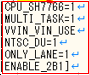 CPU_SH7766=1
MULTI_TASK=1
VVIN_VIN_USE
NTSC_DU=1
ONLY_LANE=1
ENABLE_2B1]